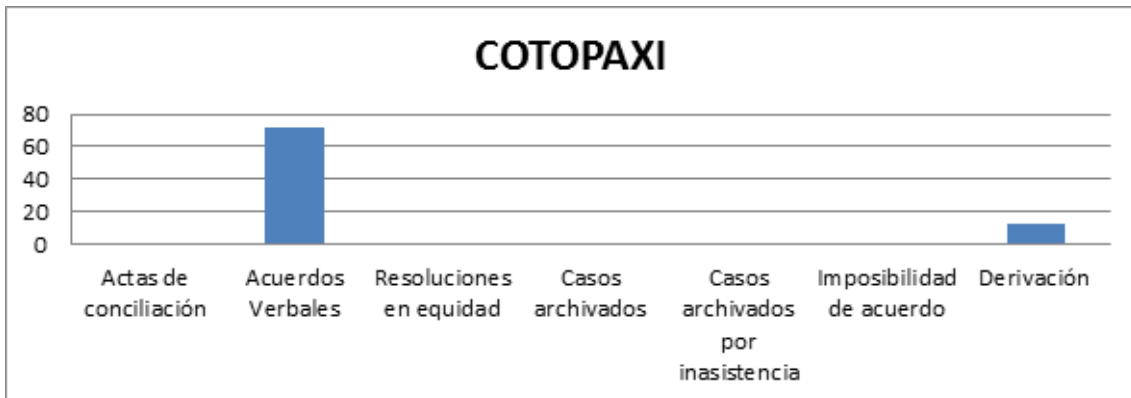 COTOPAXI
80
60
40
20
0
Actas de
conciliación
Acuerdos
Verbales
Resoluciones
en equidad
Casos
archivados
Casos
archivados
por
inasistencia
Imposibilidad
de acuerdo
Derivación